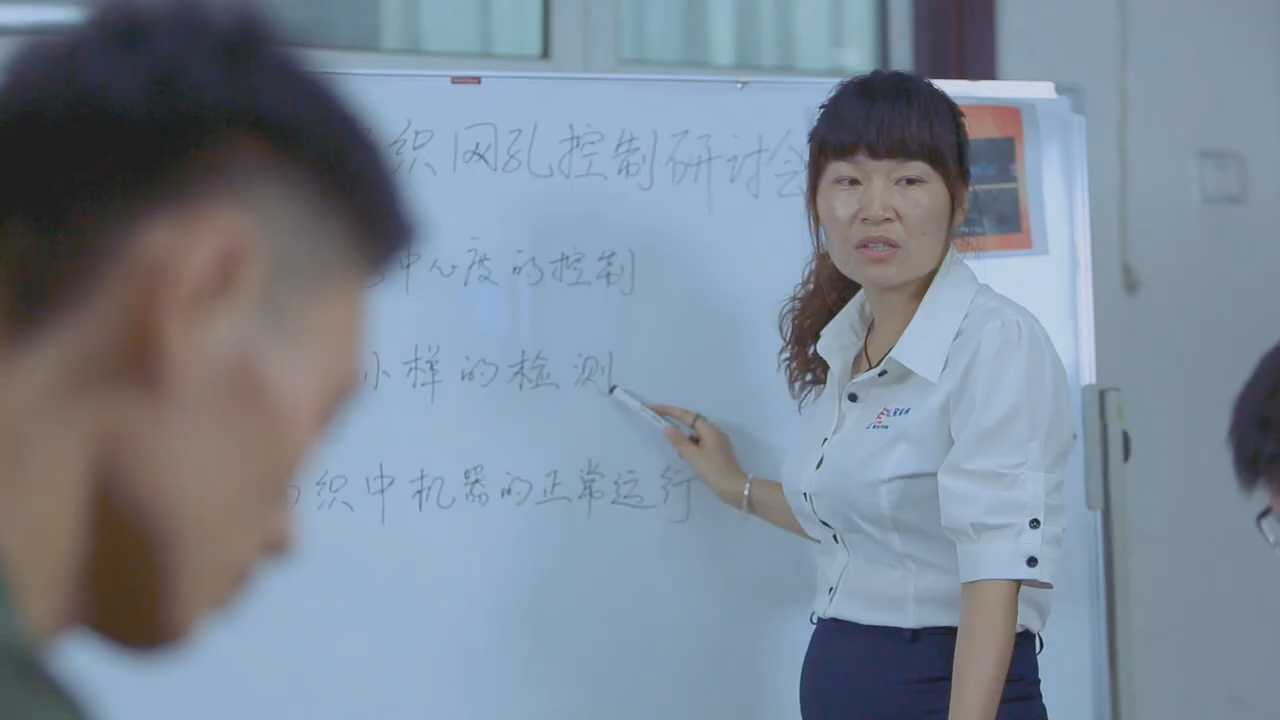 织网孔控制研讨会
中心度的控制
小样的检测
织中机器的正常运行